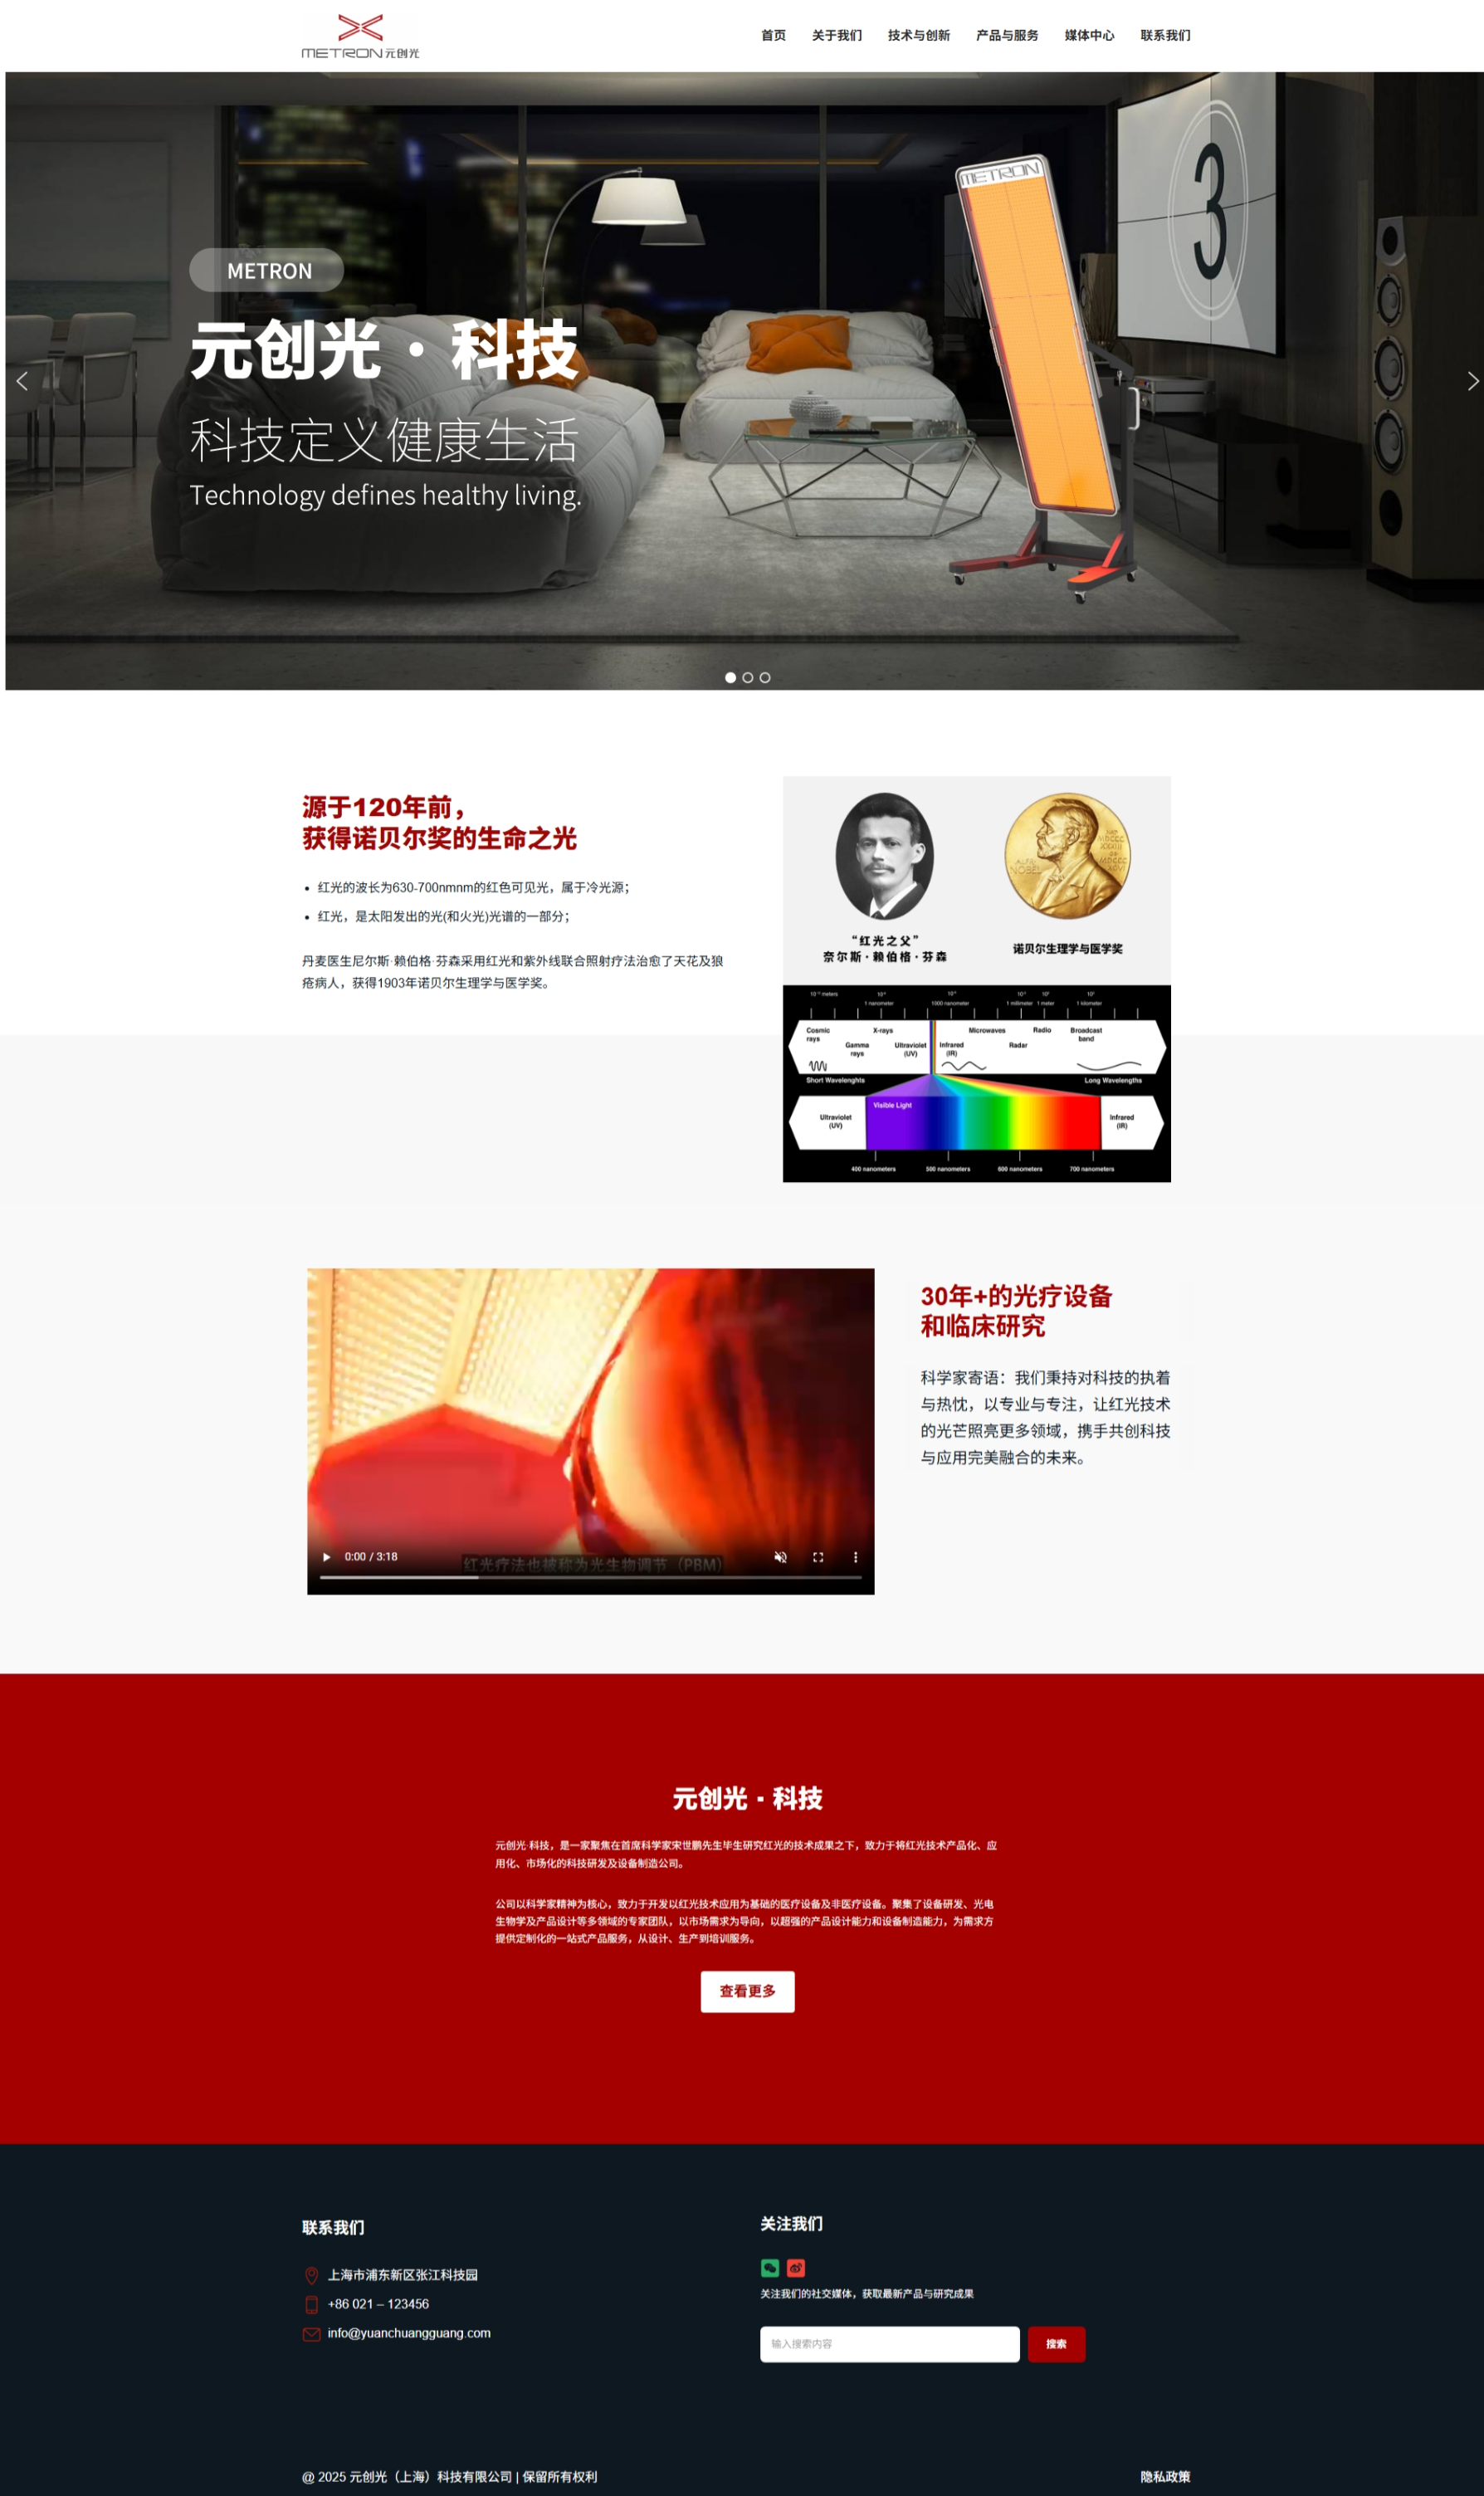 METRON 元创光
首页 关于我们 技术与创新 产品与服务 媒体中心 联系我们
METRON
3
METRON
元创光 · 科技
科技定义健康生活
Technology defines healthy living.
源于120年前，
获得诺贝尔奖的生命之光
红光的波长为630-700nmnm的红色可见光，属于冷光源；
红光，是太阳发出的光(和火光)光谱的一部分；
丹麦医生尼尔斯·赖伯格·芬森采用红光和紫外线联合照射疗法治愈了天花及狼
疮病人，获得1903年诺贝尔生理学与医学奖。
“红光之父”
奈尔斯·赖伯格·芬森
诺贝尔生理学与医学奖
1 nanometer 1000 nanometer 1 millimeter 1 meter 1 kilometer
Cosmic
rays
X-rays
Microwaves
Radio
Broadcast
band
Gamma
rays
Ultraviolet
(UV)
Infrared
(IR)
Radar
Short Wavelenghts
Long Wavelengths
Visible Light
Ultraviolet
(UV)
Infrared
(IR)
400 nanometers 500 nanometers 600 nanometers 700 nanometers
30年+的光疗设备
和临床研究
科学家寄语：我们秉持对科技的执着
与热忱，以专业与专注，让红光技术
的光芒照亮更多领域，携手共创科技
与应用完美融合的未来。
0:00 / 3:18
红光疗法也被称为光生物调节（PBM）
元创光 · 科技
元创光·科技，是一家聚焦在首席科学家宋世鹏先生毕生研究红光的技术成果之下，致力于将红光技术产品化、应
用化、市场化的科技研发及设备制造公司。
公司以科学家精神为核心，致力于开发以红光技术应用为基础的医疗设备及非医疗设备。聚集了设备研发、光电
生物学及产品设计等多领域的专家团队，以市场需求为导向，以超强的产品设计能力和设备制造能力，为需求方
提供定制化的一站式产品服务，从设计、生产到培训服务。
查看更多
联系我们
上海市浦东新区张江科技园
+86 021 – 123456
info@yuanchuangguang.com
关注我们
关注我们的社交媒体，获取最新产品与研究成果
输入搜索内容
搜索
@ 2025 元创光（上海）科技有限公司 | 保留所有权利
隐私政策